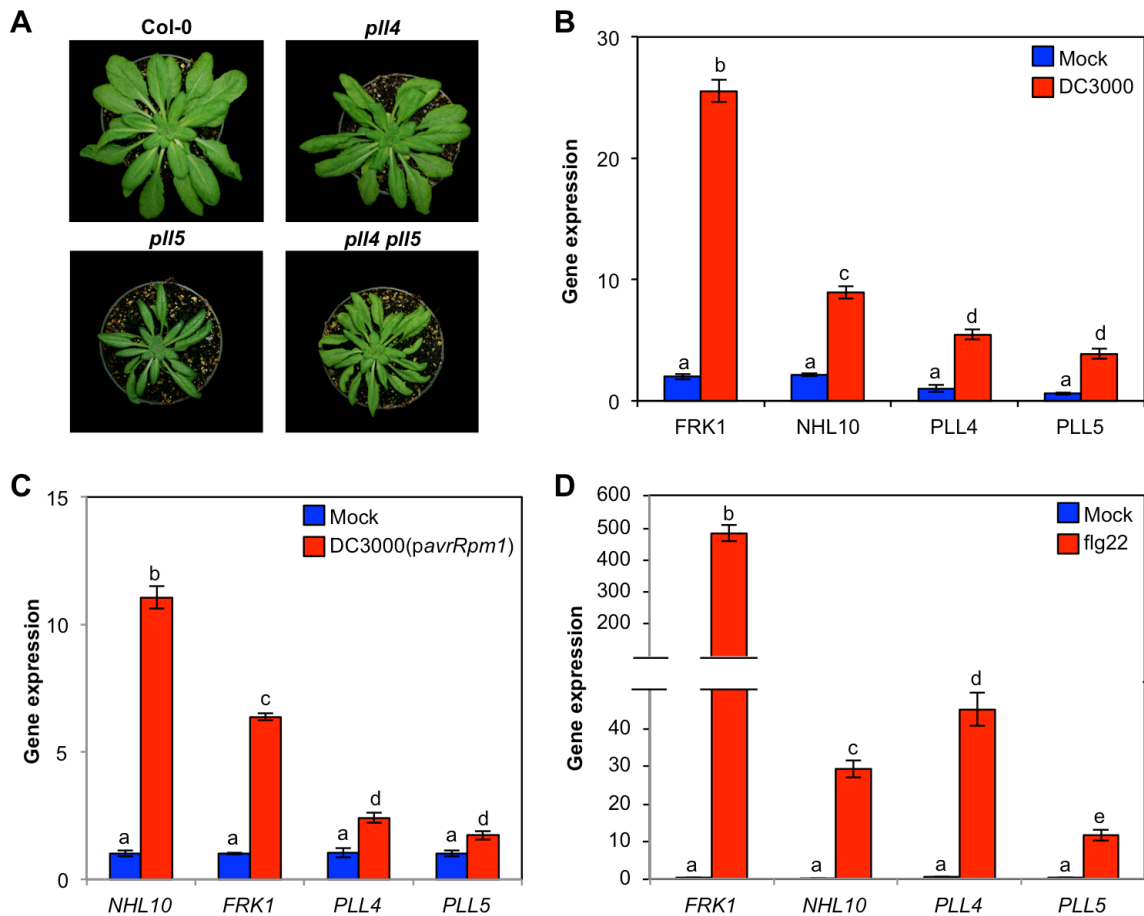 A
Col-0
pll4
pll5
pll4 pll5
B
Gene expression
30
20
10
0
Mock
DC3000
a
b
a
c
a
d
a
d
FRK1
NHL10
PLL4
PLL5
C
Gene expression
15
10
5
0
Mock
DC3000(pavrRpm1)
a
b
a
c
a
d
a
d
NHL10
FRK1
PLL4
PLL5
D
Gene expression
600
500
400
300
200
40
30
20
10
0
Mock
flg22
a
b
a
c
a
d
a
e
FRK1
NHL10
PLL4
PLL5